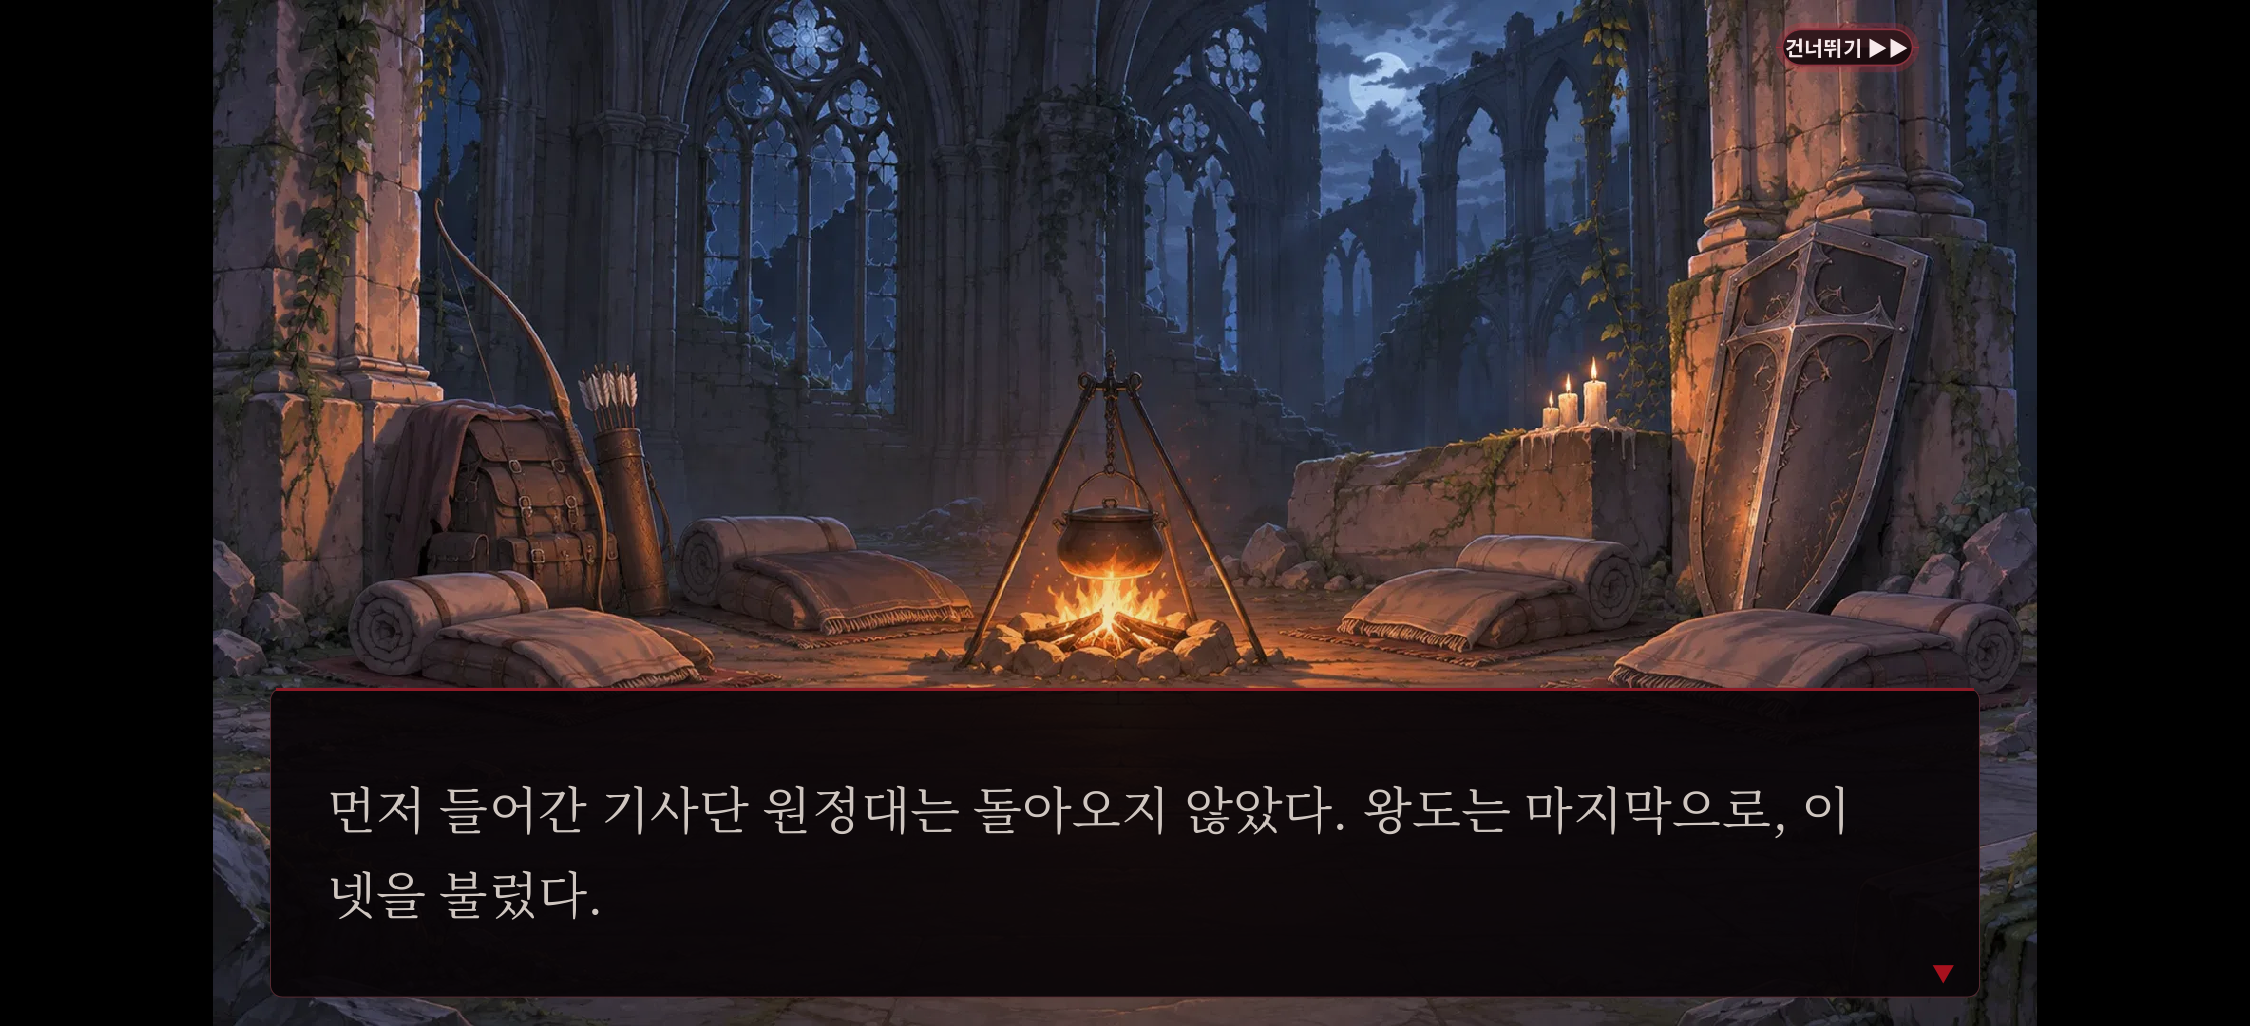 건너뛰기 ▶▶
먼저 들어간 기사단 원정대는 돌아오지 않았다. 왕도는 마지막으로, 이
넷을 불렀다.
▼